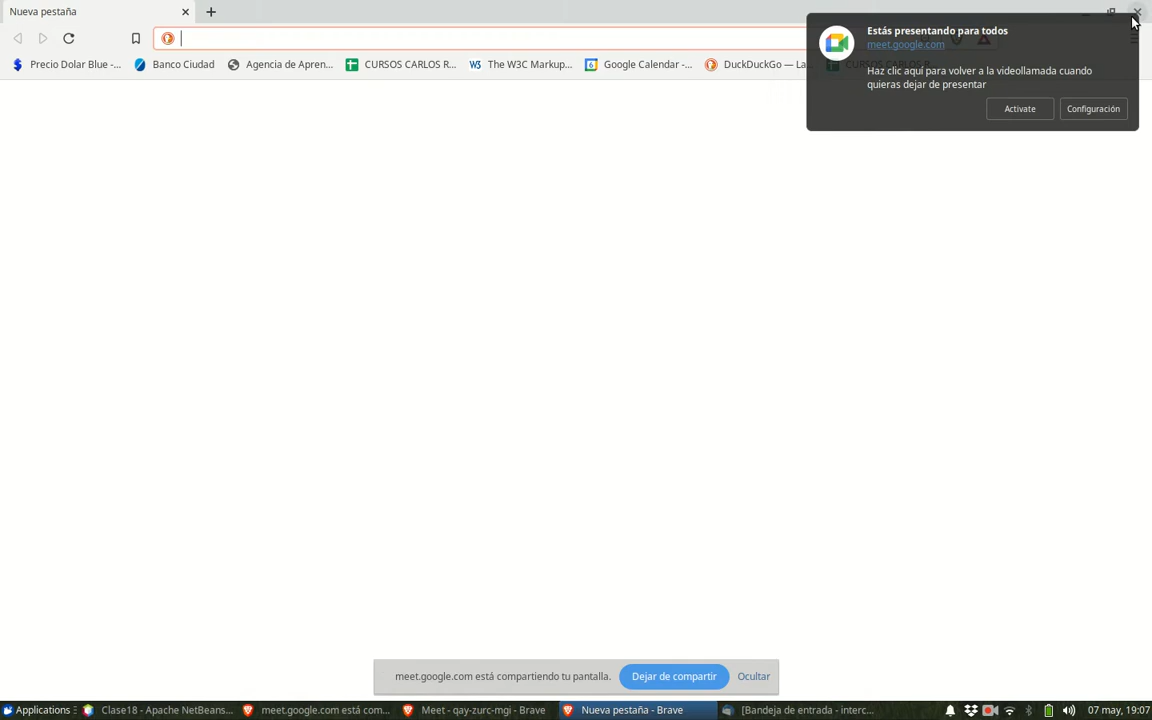 Nueva pestaña
Estás presentando para todos
meet.google.com
Haz clic aquí para volver a la videollamada cuando
quieras dejar de presentar
Activate Configuración
Precio Dolar Blue -... Banco Ciudad Agencia de Apren... CURSOS CARLOS R... The W3C Markup... Google Calendar -... DuckDuckGo — La... CURSOS CARLOS R...
meet.google.com está compartiendo tu pantalla. Dejar de compartir Ocultar
Applications Clase18 - Apache NetBeans... meet.google.com está com... Meet - qay-zurc-mgi - Brave Nueva pestaña - Brave [Bandeja de entrada - interc... 07 may, 19:07